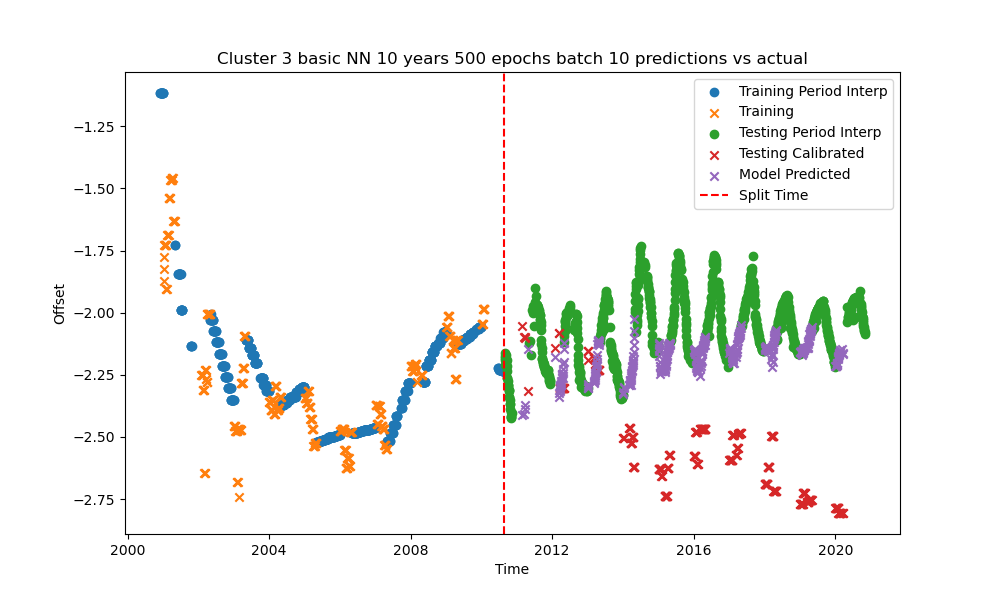 Cluster 3 basic NN 10 years 500 epochs batch 10 predictions vs actual
Training Period Interp
Training
Testing Period Interp
Testing Calibrated
Model Predicted
Split Time
−1.25
−1.50
−1.75
−2.00
−2.25
−2.50
−2.75
Offset
2000 2004 2008 2012 2016 2020
Time